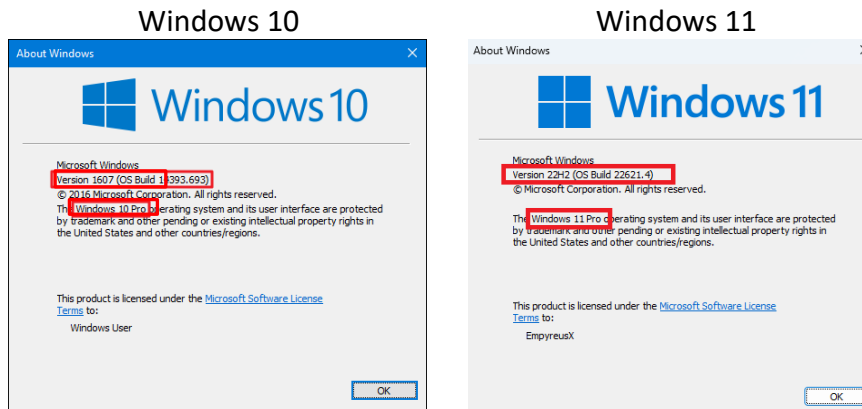 Windows 10
About Windows
Windows 10
Microsoft Windows
Version 1607 (OS Build 14393.693)
© 2016 Microsoft Corporation. All rights reserved.
The Windows 10 Pro operating system and its user interface are protected
by trademark and other pending or existing intellectual property rights in
the United States and other countries/regions.
This product is licensed under the Microsoft Software License
Terms to:
Windows User
OK
Windows 11
About Windows
Windows 11
Microsoft Windows
Version 22H2 (OS Build 22621.4)
© Microsoft Corporation. All rights reserved.
The Windows 11 Pro operating system and its user interface are protected
by trademark and other pending or existing intellectual property rights in
the United States and other countries/regions.
This product is licensed under the Microsoft Software License
Terms to:
EmpyreusX
OK